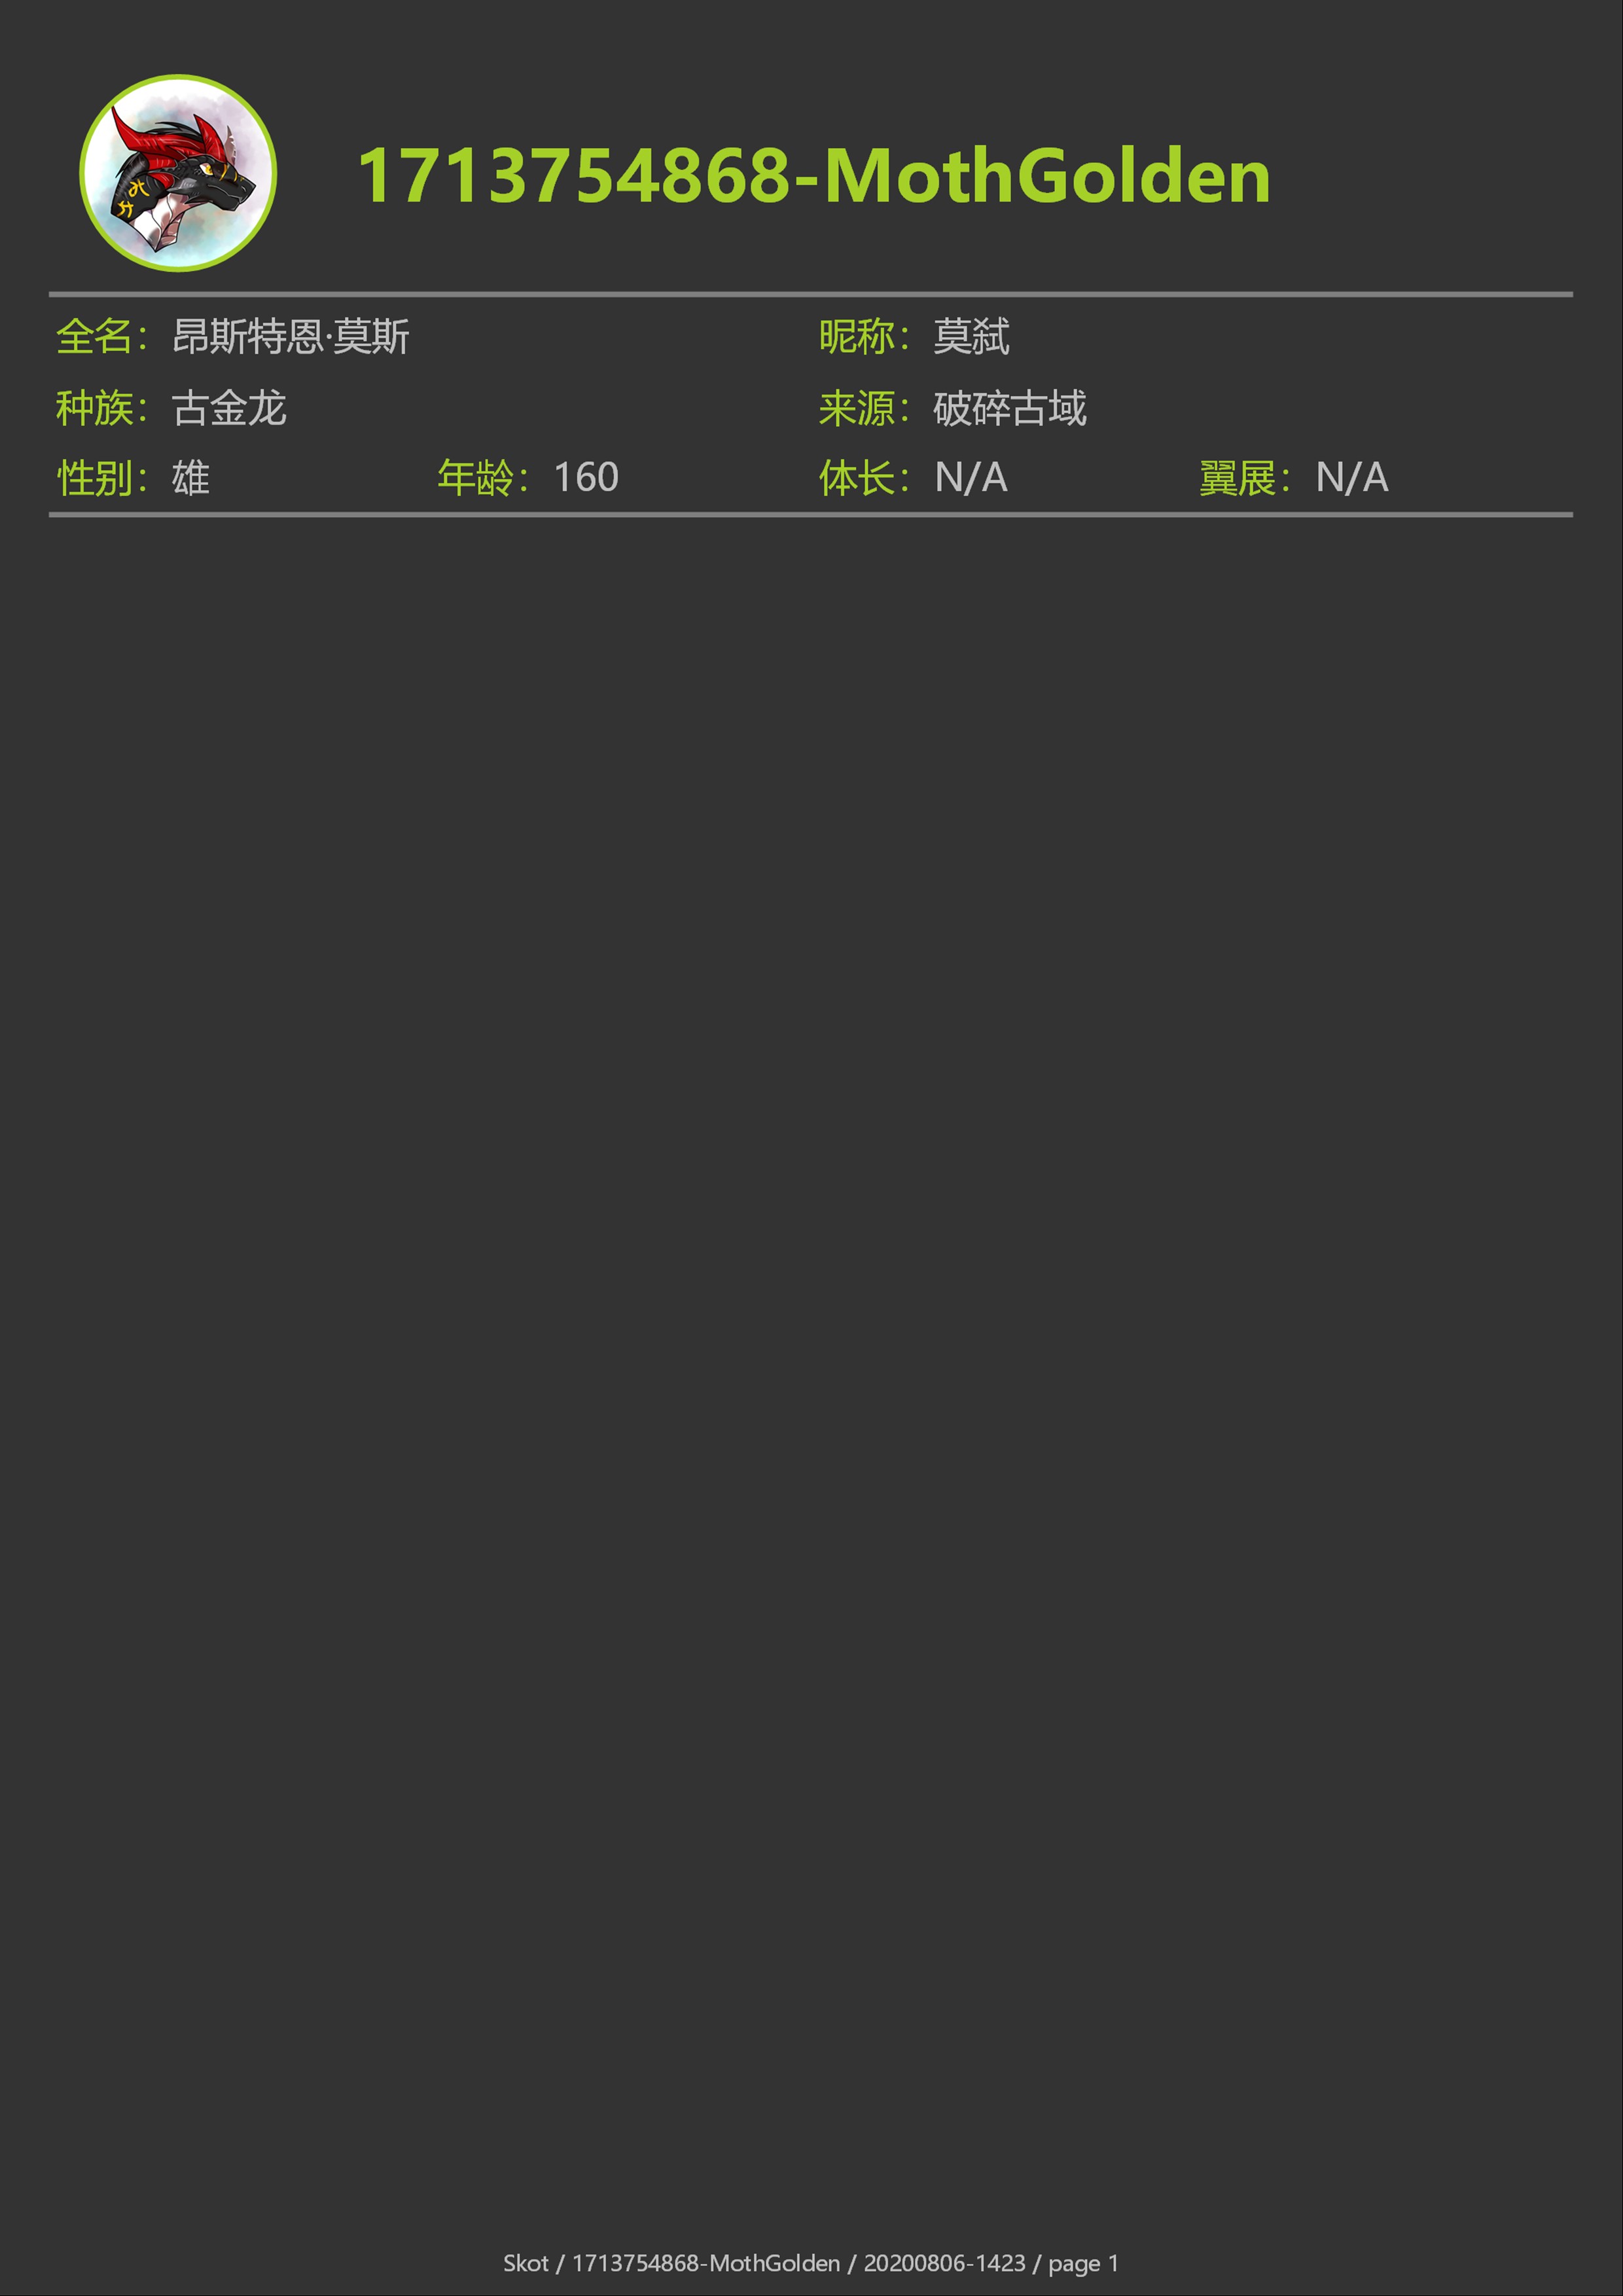 1713754868-MothGolden
全名：昂斯特恩·莫斯 昵称：莫弑
种族：古金龙 来源：破碎古域
性别：雄 年龄：160 体长：N/A 翼展：N/A
Skot / 1713754868-MothGolden / 20200806-1423 / page 1